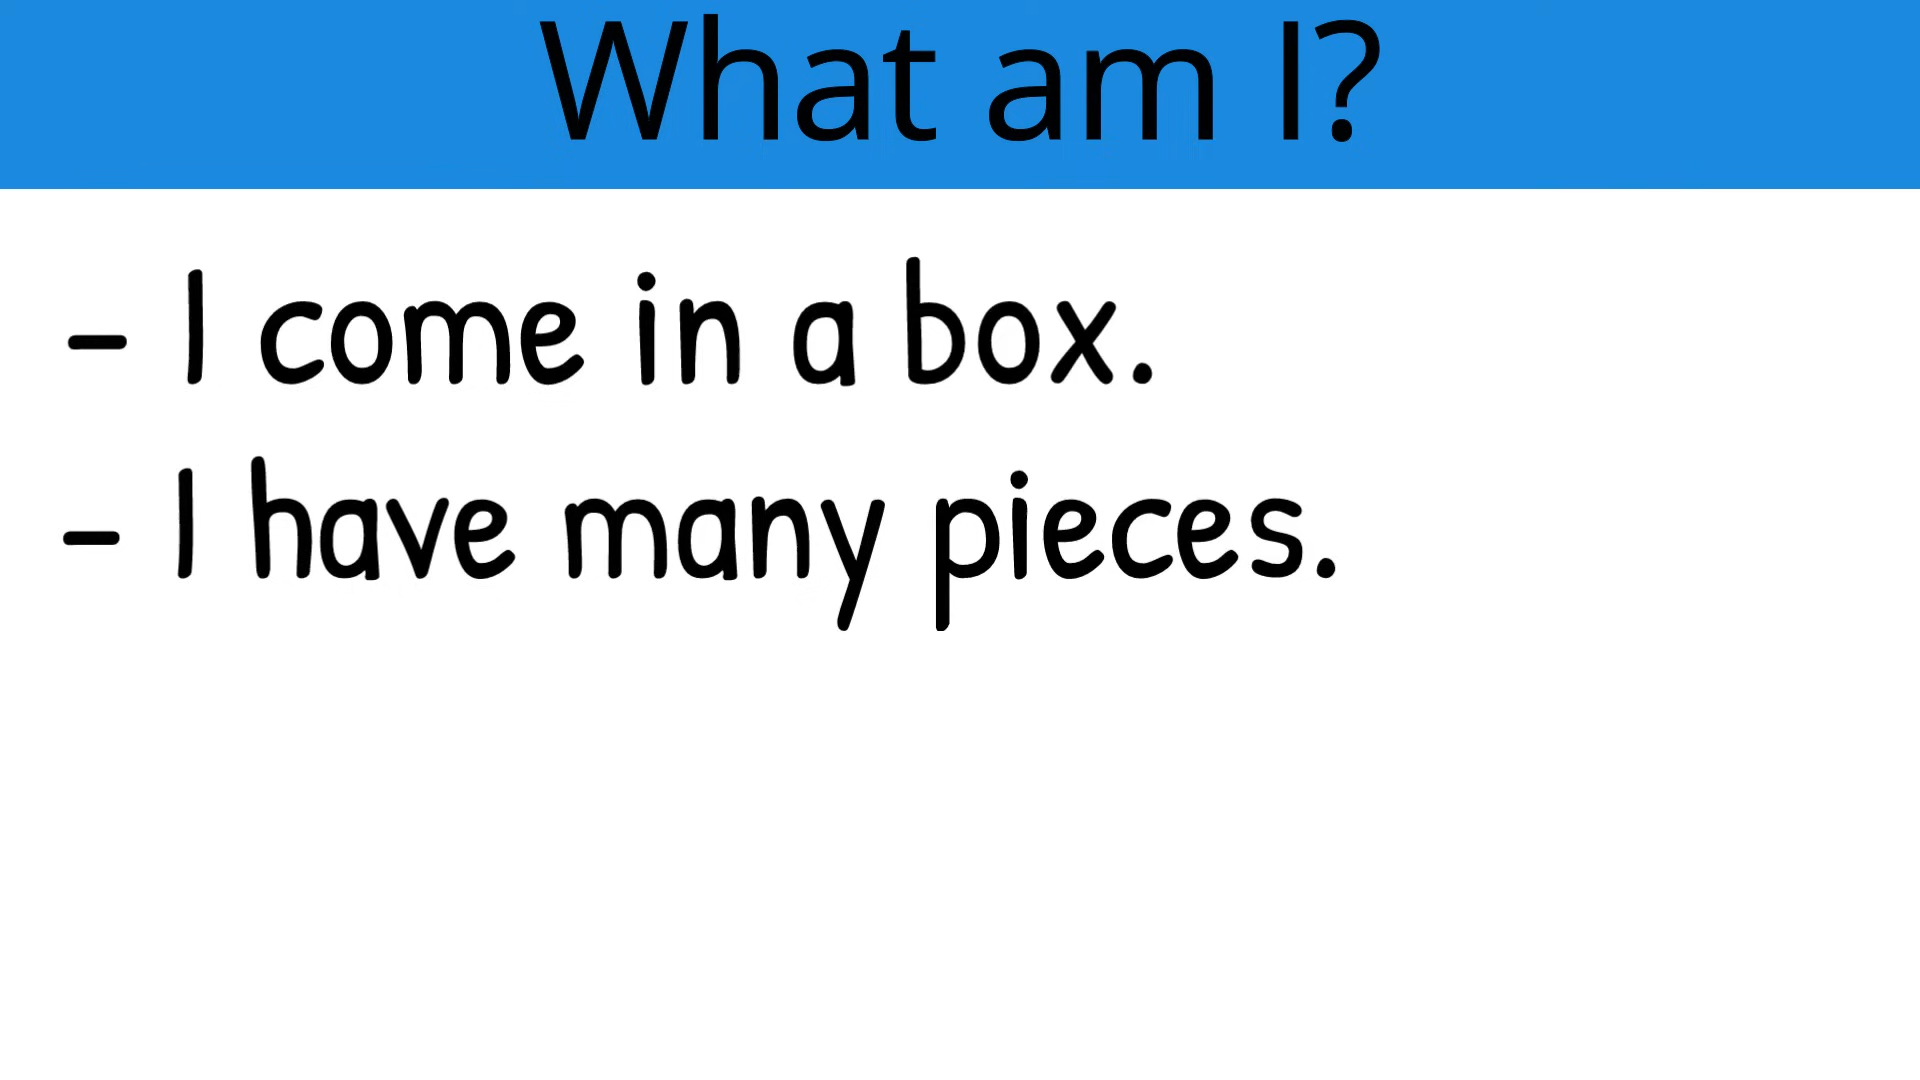 What am I?
- I come in a box.
- I have many pieces.